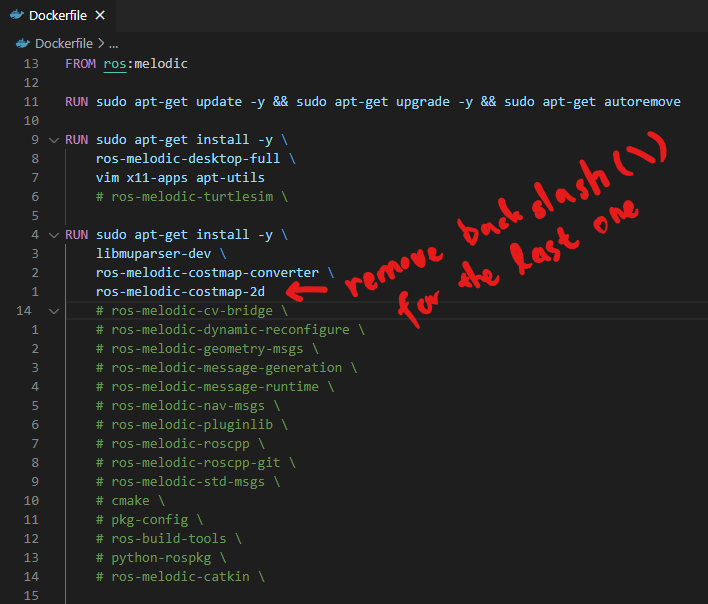 Dockerfile ×
Dockerfile > ...
13 FROM ros:melodic
12
11 RUN sudo apt-get update -y && sudo apt-get upgrade -y && sudo apt-get autoremove
10
9 RUN sudo apt-get install -y \
8 ros-melodic-desktop-full \
7 vim x11-apps apt-utils
6 # ros-melodic-turtlesim \
5
4 RUN sudo apt-get install -y \
3 libmuparser-dev \
2 ros-melodic-costmap-converter \
1 ros-melodic-costmap-2d
14 # ros-melodic-cv-bridge \
1 # ros-melodic-dynamic-reconfigure \
2 # ros-melodic-geometry-msgs \
3 # ros-melodic-message-generation \
4 # ros-melodic-message-runtime \
5 # ros-melodic-nav-msgs \
6 # ros-melodic-pluginlib \
7 # ros-melodic-roscpp \
8 # ros-melodic-roscpp-git \
9 # ros-melodic-std-msgs \
10 # cmake \
11 # pkg-config \
12 # ros-build-tools \
13 # python-rospkg \
14 # ros-melodic-catkin \
15
remove back slash(\)
for the last one